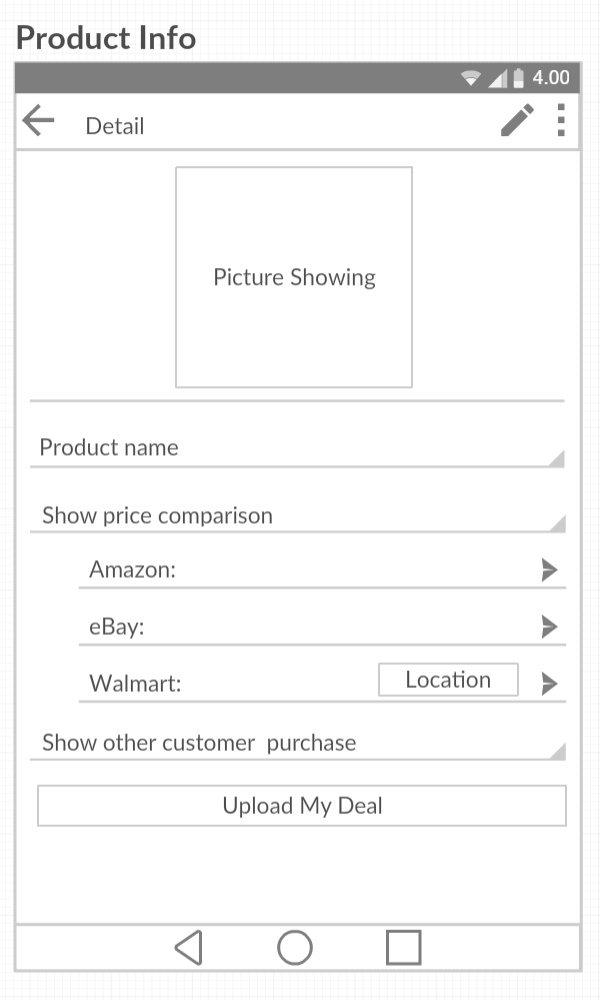 Product Info
4.00
Detail
Picture Showing
Product name
Show price comparison
Amazon:
eBay:
Walmart:
Location
Show other customer  purchase
Upload My Deal